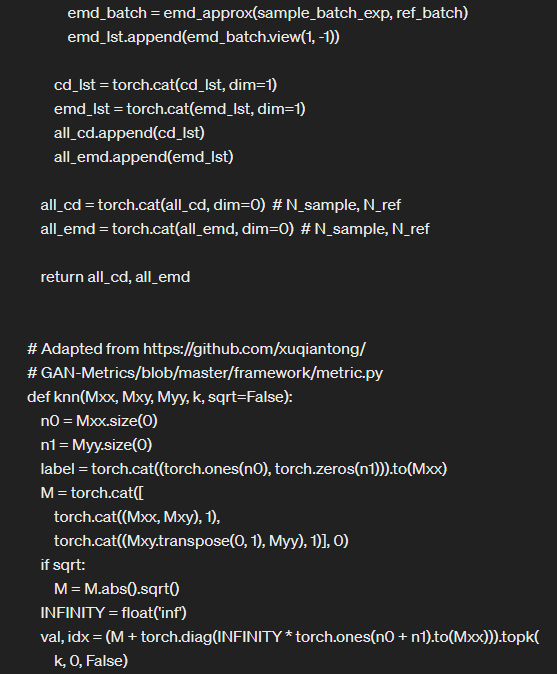 emd_batch = emd_approx(sample_batch_exp, ref_batch)
emd_lst.append(emd_batch.view(1, -1))
cd_lst = torch.cat(cd_lst, dim=1)
emd_lst = torch.cat(emd_lst, dim=1)
all_cd.append(cd_lst)
all_emd.append(emd_lst)
all_cd = torch.cat(all_cd, dim=0)  # N_sample, N_ref
all_emd = torch.cat(all_emd, dim=0)  # N_sample, N_ref
return all_cd, all_emd
# Adapted from https://github.com/xuqiantong/
# GAN-Metrics/blob/master/framework/metric.py
def knn(Mxx, Mxy, Myy, k, sqrt=False):
n0 = Mxx.size(0)
n1 = Myy.size(0)
label = torch.cat((torch.ones(n0), torch.zeros(n1))).to(Mxx)
M = torch.cat([
torch.cat((Mxx, Mxy), 1),
torch.cat((Mxy.transpose(0, 1), Myy), 1)], 0)
if sqrt:
M = M.abs().sqrt()
INFINITY = float('inf')
val, idx = (M + torch.diag(INFINITY * torch.ones(n0 + n1).to(Mxx))).topk(
k, 0, False)